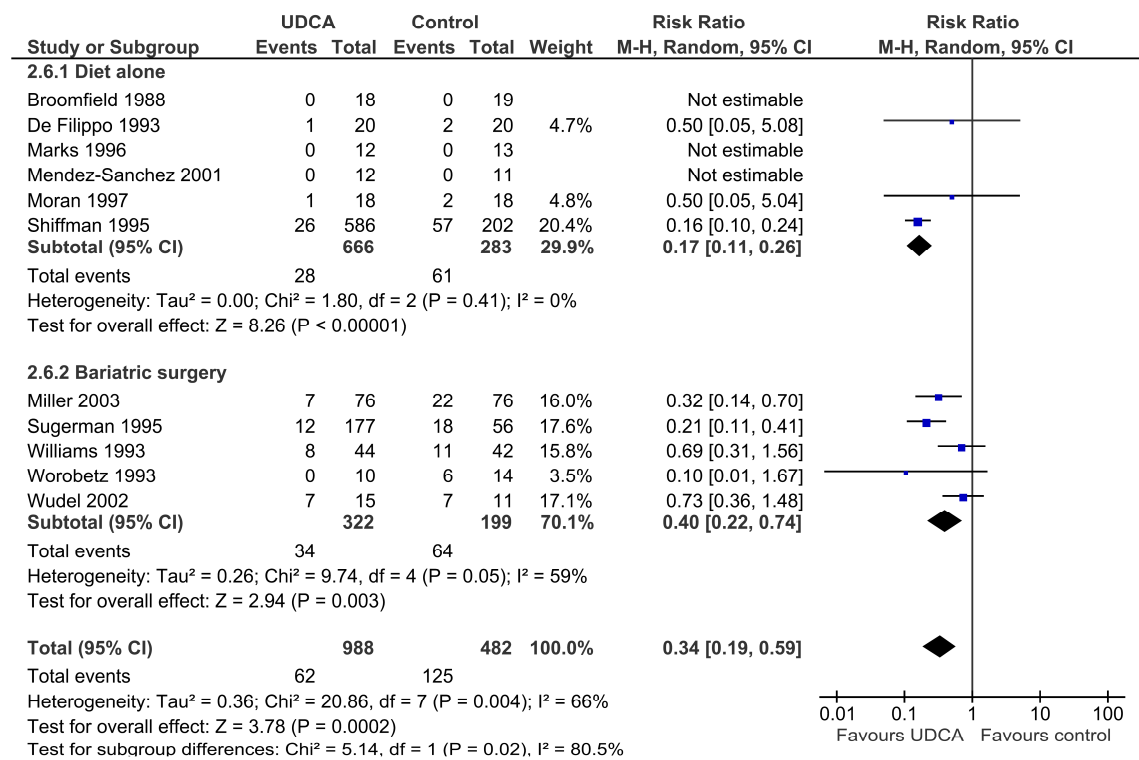 UDCA Control Risk Ratio Risk Ratio
Study or Subgroup Events Total Events Total Weight M-H, Random, 95% CI M-H, Random, 95% CI
2.6.1 Diet alone
Broomfield 1988 0 18 0 19 Not estimable
De Filippo 1993 1 20 2 20 4.7% 0.50 [0.05, 5.08]
Marks 1996 0 12 0 13 Not estimable
Mendez-Sanchez 2001 0 12 0 11 Not estimable
Moran 1997 1 18 2 18 4.8% 0.50 [0.05, 5.04]
Shiffman 1995 26 586 57 202 20.4% 0.16 [0.10, 0.24]
Subtotal (95% CI) 666 283 29.9% 0.17 [0.11, 0.26]
Total events 28 61
Heterogeneity: Tau² = 0.00; Chi² = 1.80, df = 2 (P = 0.41); I² = 0%
Test for overall effect: Z = 8.26 (P < 0.00001)
2.6.2 Bariatric surgery
Miller 2003 7 76 22 76 16.0% 0.32 [0.14, 0.70]
Sugerman 1995 12 177 18 56 17.6% 0.21 [0.11, 0.41]
Williams 1993 8 44 11 42 15.8% 0.69 [0.31, 1.56]
Worobetz 1993 0 10 6 14 3.5% 0.10 [0.01, 1.67]
Wudel 2002 7 15 7 11 17.1% 0.73 [0.36, 1.48]
Subtotal (95% CI) 322 199 70.1% 0.40 [0.22, 0.74]
Total events 34 64
Heterogeneity: Tau² = 0.26; Chi² = 9.74, df = 4 (P = 0.05); I² = 59%
Test for overall effect: Z = 2.94 (P = 0.003)
Total (95% CI) 988 482 100.0% 0.34 [0.19, 0.59]
Total events 62 125
Heterogeneity: Tau² = 0.36; Chi² = 20.86, df = 7 (P = 0.004); I² = 66%
Test for overall effect: Z = 3.78 (P = 0.0002)
Test for subgroup differences: Chi² = 5.14, df = 1 (P = 0.02), I² = 80.5%
0.01 0.1 1 10 100
Favours UDCA Favours control